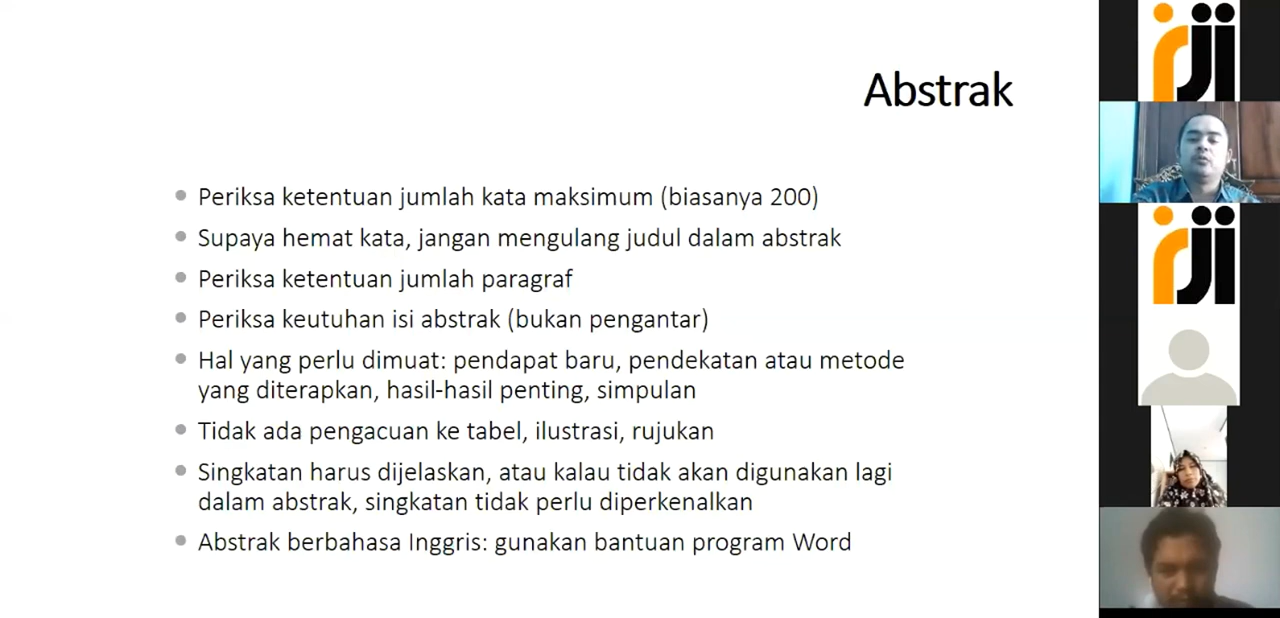 Abstrak
Periksa ketentuan jumlah kata maksimum (biasanya 200)
Supaya hemat kata, jangan mengulang judul dalam abstrak
Periksa ketentuan jumlah paragraf
Periksa keutuhan isi abstrak (bukan pengantar)
Hal yang perlu dimuat: pendapat baru, pendekatan atau metode
yang diterapkan, hasil-hasil penting, simpulan
Tidak ada pengacuan ke tabel, ilustrasi, rujukan
Singkatan harus dijelaskan, atau kalau tidak akan digunakan lagi
dalam abstrak, singkatan tidak perlu diperkenalkan
Abstrak berbahasa Inggris: gunakan bantuan program Word
rji
rji